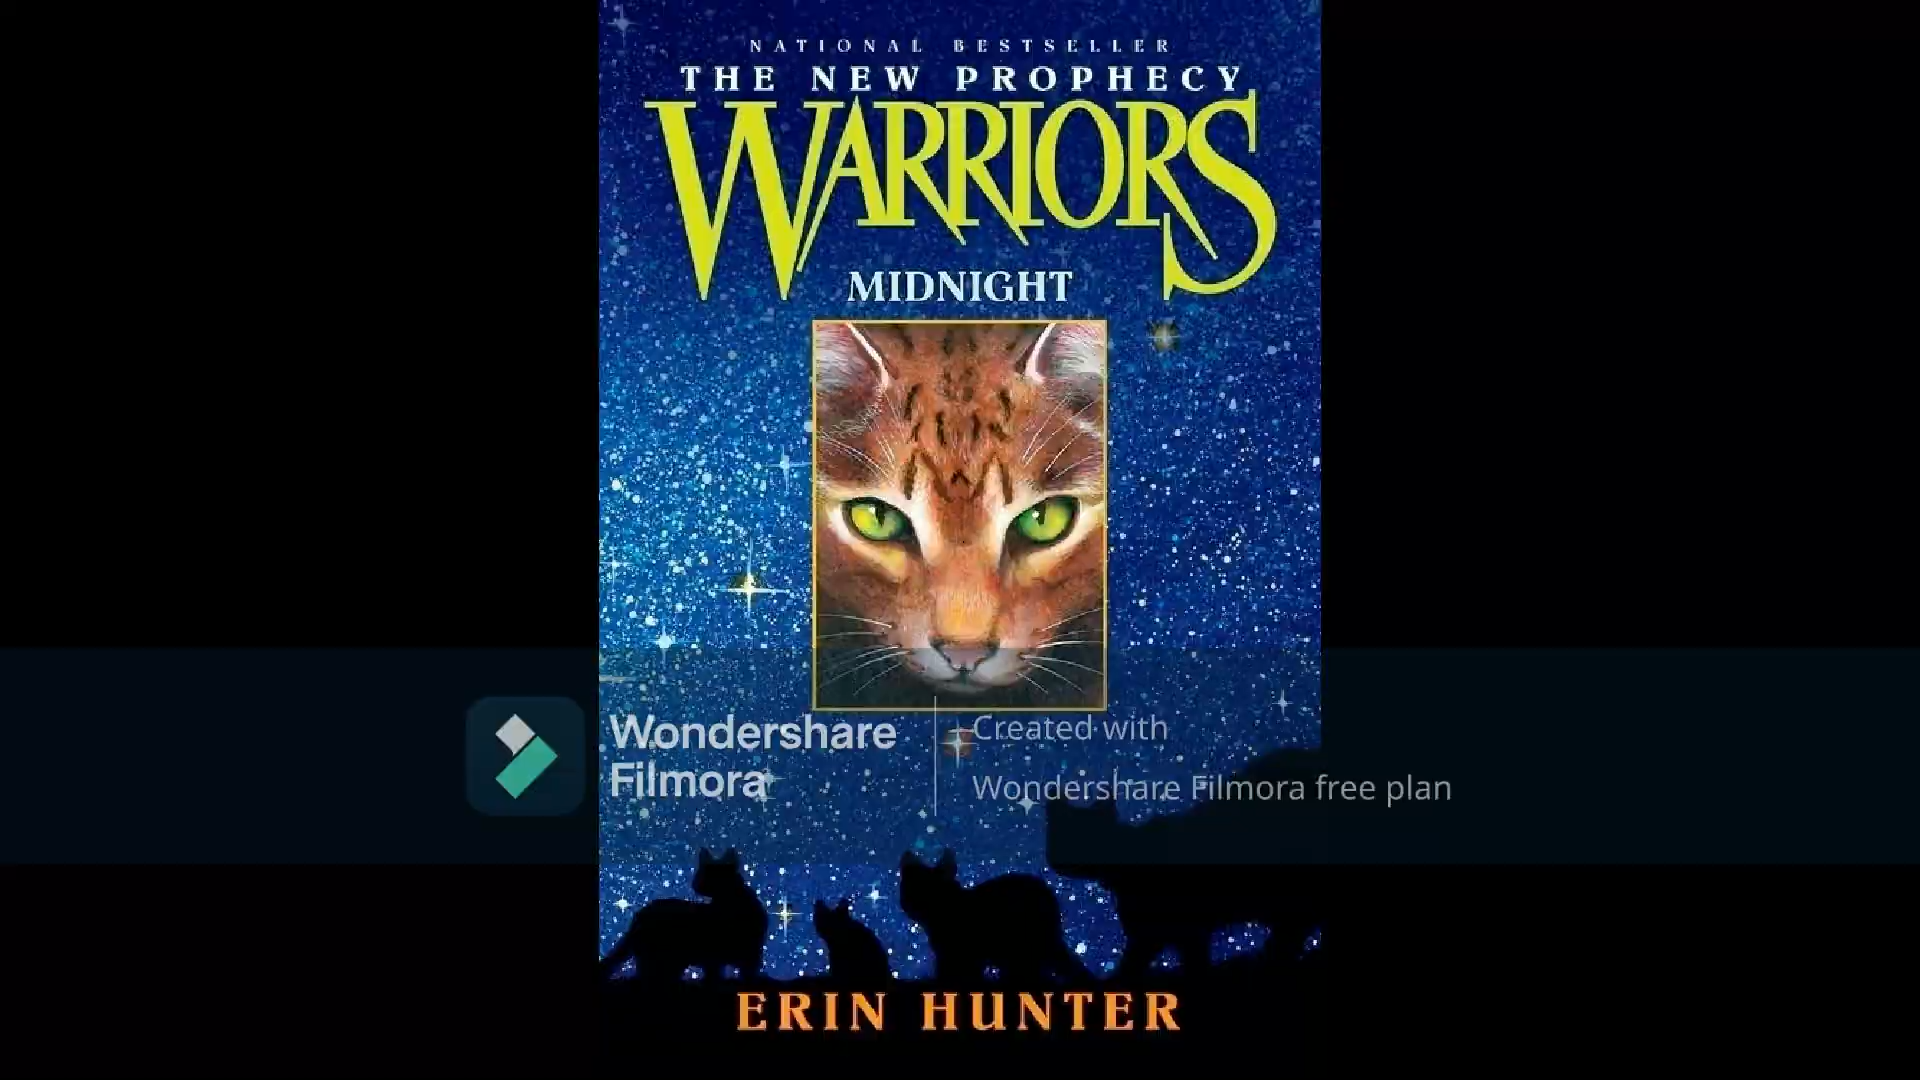 NATIONAL BESTSELLER
THE NEW PROPHECY
WARRIORS
MIDNIGHT
Wondershare
Filmora
Created with
Wondershare Filmora free plan
ERIN HUNTER